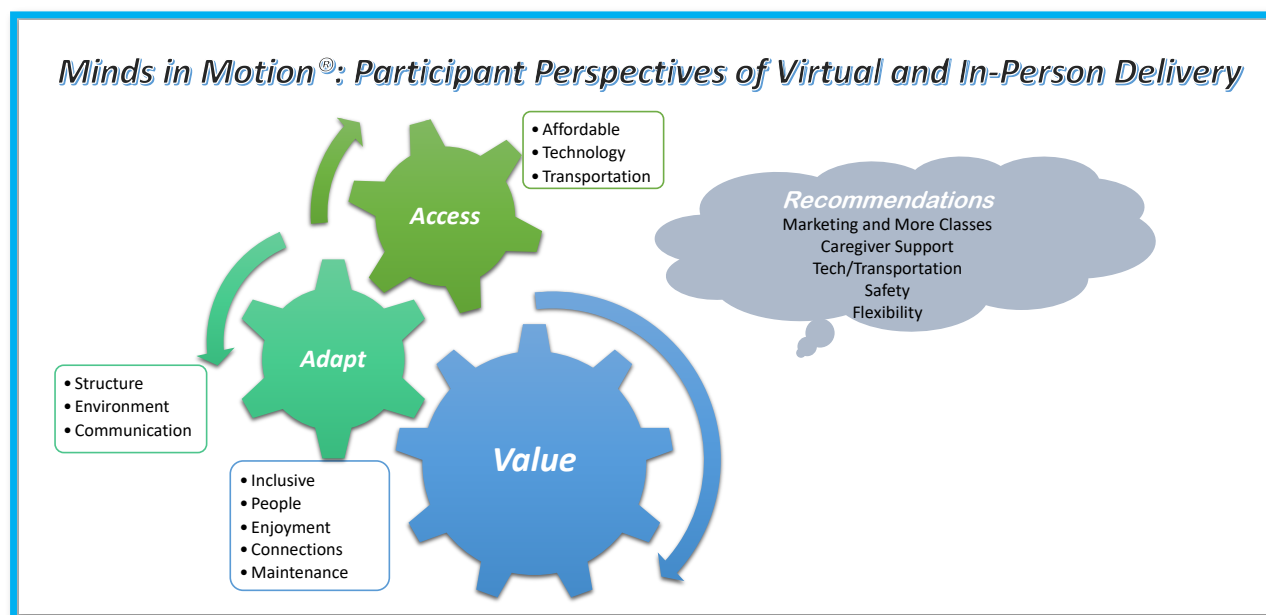 Minds in Motion®: Participant Perspectives of Virtual and In-Person Delivery
Access
• Affordable
• Technology
• Transportation
Recommendations
Marketing and More Classes
Caregiver Support
Tech/Transportation
Safety
Flexibility
Adapt
• Structure
• Environment
• Communication
Value
• Inclusive
• People
• Enjoyment
• Connections
• Maintenance